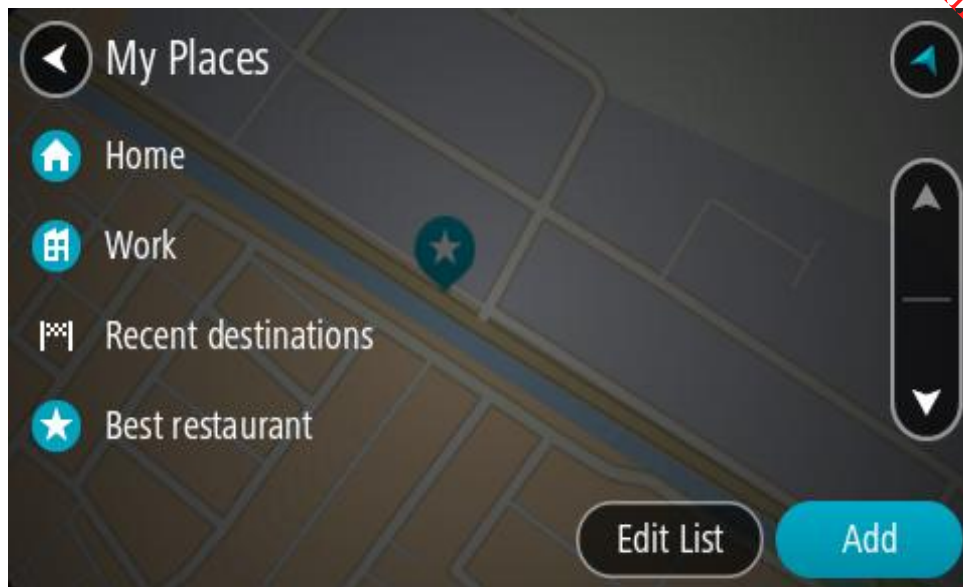 My Places
Home
Work
Recent destinations
Best restaurant
Edit List
Add